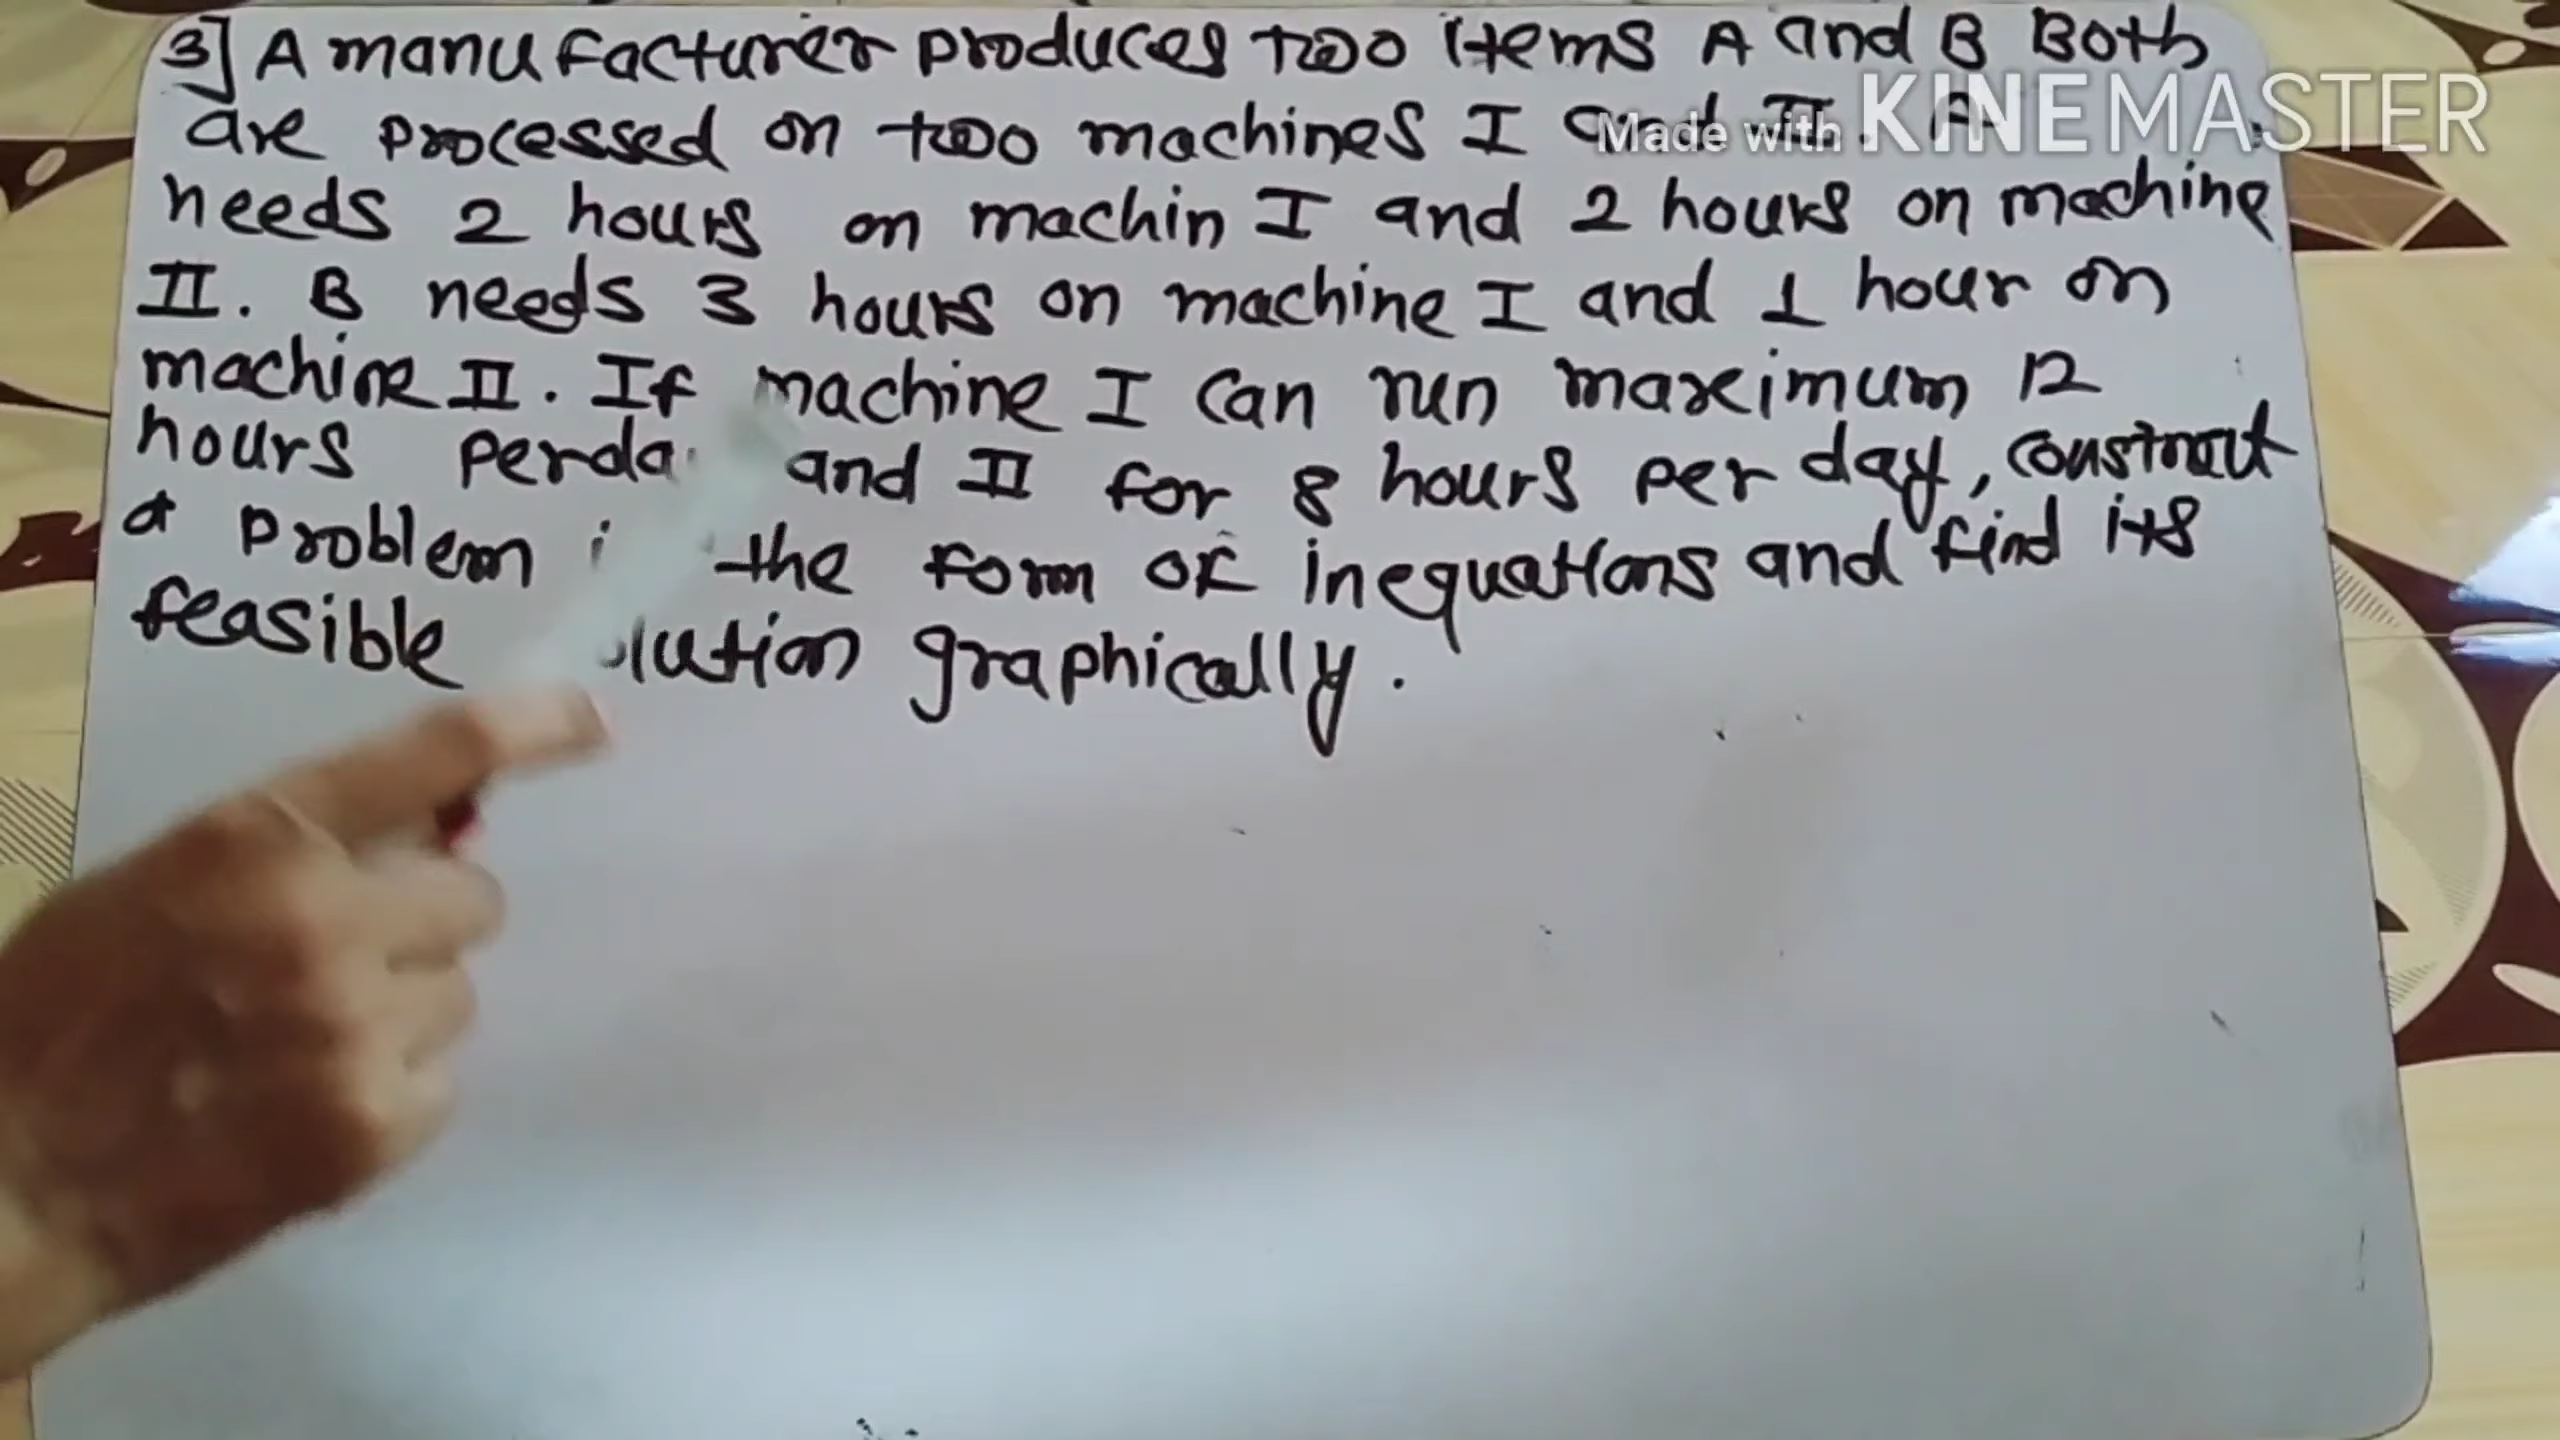 3] A manufacturer produces two items A and B Both
Made with KINEMASTER
are processed on two machines I and II. A
needs 2 hours on machin I and 2 hours on machine
II. B needs 3 hours on machine I and 1 hour on
machine II. If machine I can run maximum 12
hours and II for 8 hours per day, construct
a problem the form of inequations and find its
feasible graphically.